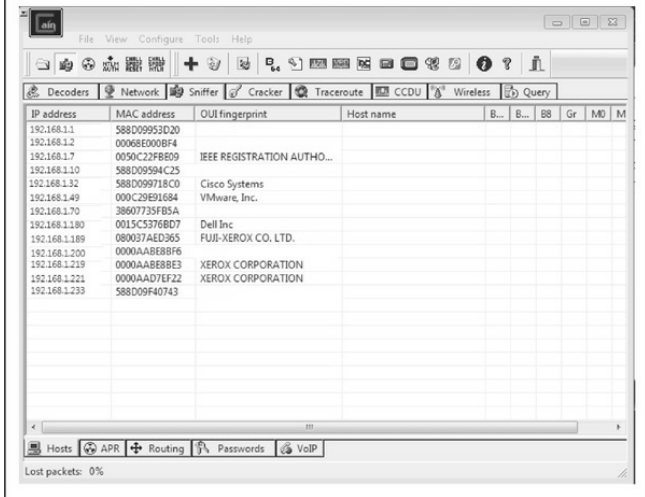 ain
File View Configure Tools Help
Decoders Network Sniffer Cracker Traceroute CCDU Wireless Query
IP address MAC address OUI fingerprint Host name B... B... B8 Gr M0 M
192.168.1.1 588D09953D20
192.168.1.2 00068E000BF4
192.168.1.7 0050C22FBE09 IEEE REGISTRATION AUTHO...
192.168.1.10 588D09594C25
192.168.1.32 588D099718C0 Cisco Systems
192.168.1.49 000C29E91684 VMware, Inc.
192.168.1.70 38607735FB5A
192.168.1.180 0015C5376BD7 Dell Inc
192.168.1.189 080037AED365 FUJI-XEROX CO. LTD.
192.168.1.200 0000AABE8BF6
192.168.1.219 0000AABE8BE3 XEROX CORPORATION
192.168.1.221 0000AAD7EF22 XEROX CORPORATION
192.168.1.233 588D09F40743
Hosts APR Routing Passwords VoIP
Lost packets: 0%